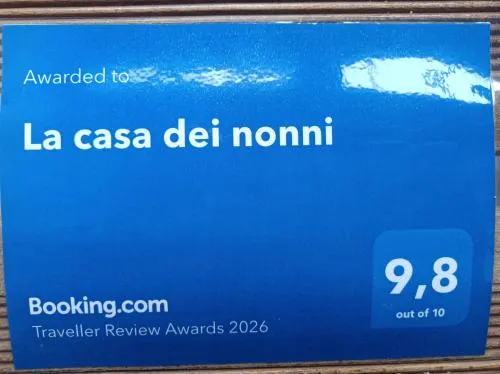 Awarded to
La casa dei nonni
9,8
out of 10
Booking.com
Traveller Review Awards 2026